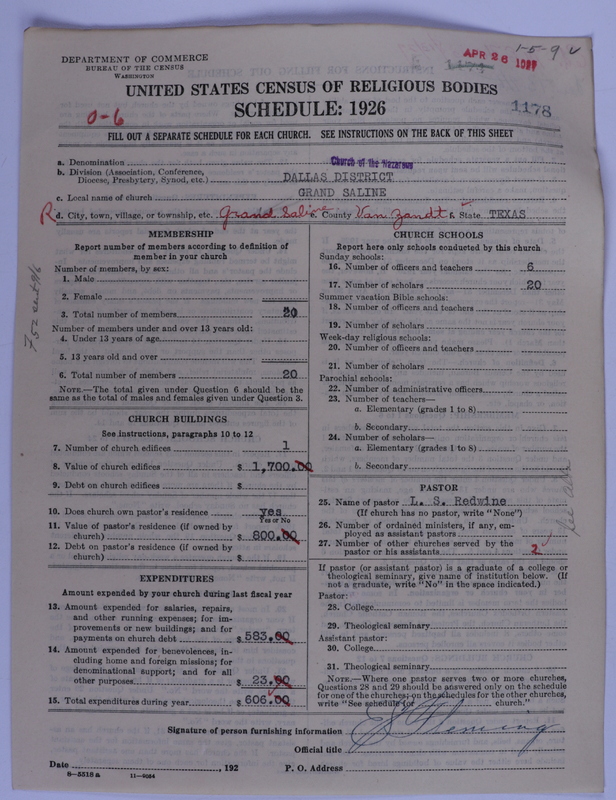 1-5-9 v
APR 26
DEPARTMENT OF COMMERCE
BUREAU OF THE CENSUS
WASHINGTON
UNITED STATES CENSUS OF RELIGIOUS BODIES
SCHEDULE: 1926
0-6
1178
FILL OUT A SEPARATE SCHEDULE FOR EACH CHURCH. SEE INSTRUCTIONS ON THE BACK OF THIS SHEET
a. Denomination Church of the Nazarene
b. Division (Association, Conference, Diocese, Presbytery, Synod, etc.) DALLAS DISTRICT
c. Local name of church GRAND SALINE
R d. City, town, village, or township, etc. Grand Saline e. County Van Zandt f. State TEXAS
MEMBERSHIP
Report number of members according to definition of
member in your church
Number of members, by sex:
1. Male
2. Female
3. Total number of members 20
Number of members under and over 13 years old:
4. Under 13 years of age
5. 13 years old and over
6. Total number of members 20
NOTE.—The total given under Question 6 should be
same as the total of males and females given under Question 3.
CHURCH BUILDINGS
See instructions, paragraphs 10 to 12
7. Number of church edifices 1
8. Value of church edifices $ 1,700.00
9. Debt on church edifices $
10. Does church own pastor's residence yes
Yes or No
11. Value of pastor's residence (if owned by
church) $ 800.00
12. Debt on pastor's residence (if owned by
church) $
EXPENDITURES
Amount expended by your church during last fiscal year
13. Amount expended for salaries, repairs,
and other running expenses; for im-
provements or new buildings; and for
payments on church debt $ 583.00
14. Amount expended for benevolences, in-
cluding home and foreign missions; for
denominational support; and for all
other purposes $ 23.00
15. Total expenditures during year $ 606.00
CHURCH SCHOOLS
Report here only schools conducted by this church
Sunday schools:
16. Number of officers and teachers 6
17. Number of scholars 20
Summer vacation Bible schools:
18. Number of officers and teachers
19. Number of scholars
Week-day religious schools:
20. Number of officers and teachers
21. Number of scholars
Parochial schools:
22. Number of administrative officers
23. Number of teachers—
a. Elementary (grades 1 to 8)
b. Secondary
24. Number of scholars—
a. Elementary (grades 1 to 8)
b. Secondary
PASTOR
25. Name of pastor L. S. Redwine
(If church has no pastor, write "None")
26. Number of ordained ministers, if any, em-
ployed as assistant pastors
27. Number of other churches served by the
pastor or his assistants 2
If pastor (or assistant pastor) is a graduate of a college or
theological seminary, give name of institution below. (If
not a graduate, write "No" in the space indicated.)
Pastor:
28. College
29. Theological seminary
Assistant pastor:
30. College
31. Theological seminary
NOTE.—Where one pastor serves two or more churches,
Questions 28 and 29 should be answered only on the schedule
for one of the churches; on the schedules for the other churches,
write "See schedule for church."
Signature of person furnishing information Fleming
Official title
Date , 192 P. O. Address
8-5518 a 11-9064